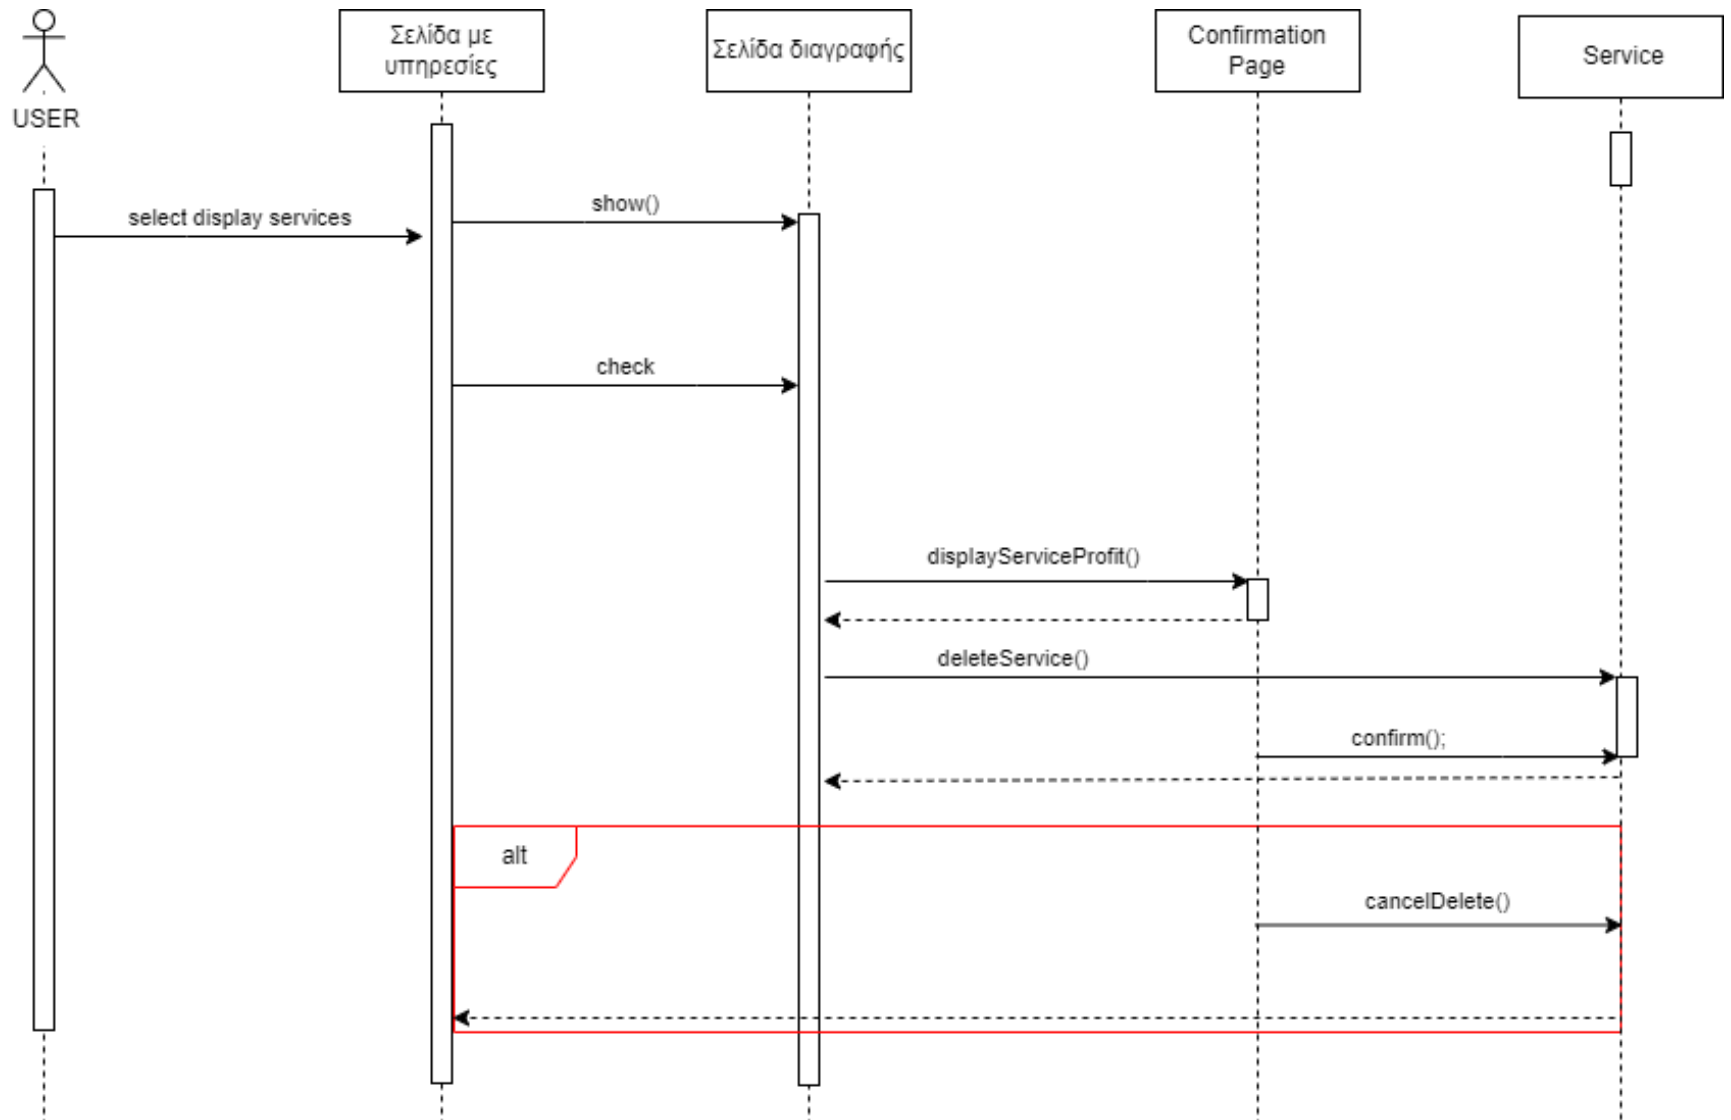 Σελίδα με
υπηρεσίες
Σελίδα διαγραφής
Confirmation
Page
Service
USER
select display services
show()
check
displayServiceProfit()
deleteService()
confirm();
alt
cancelDelete()